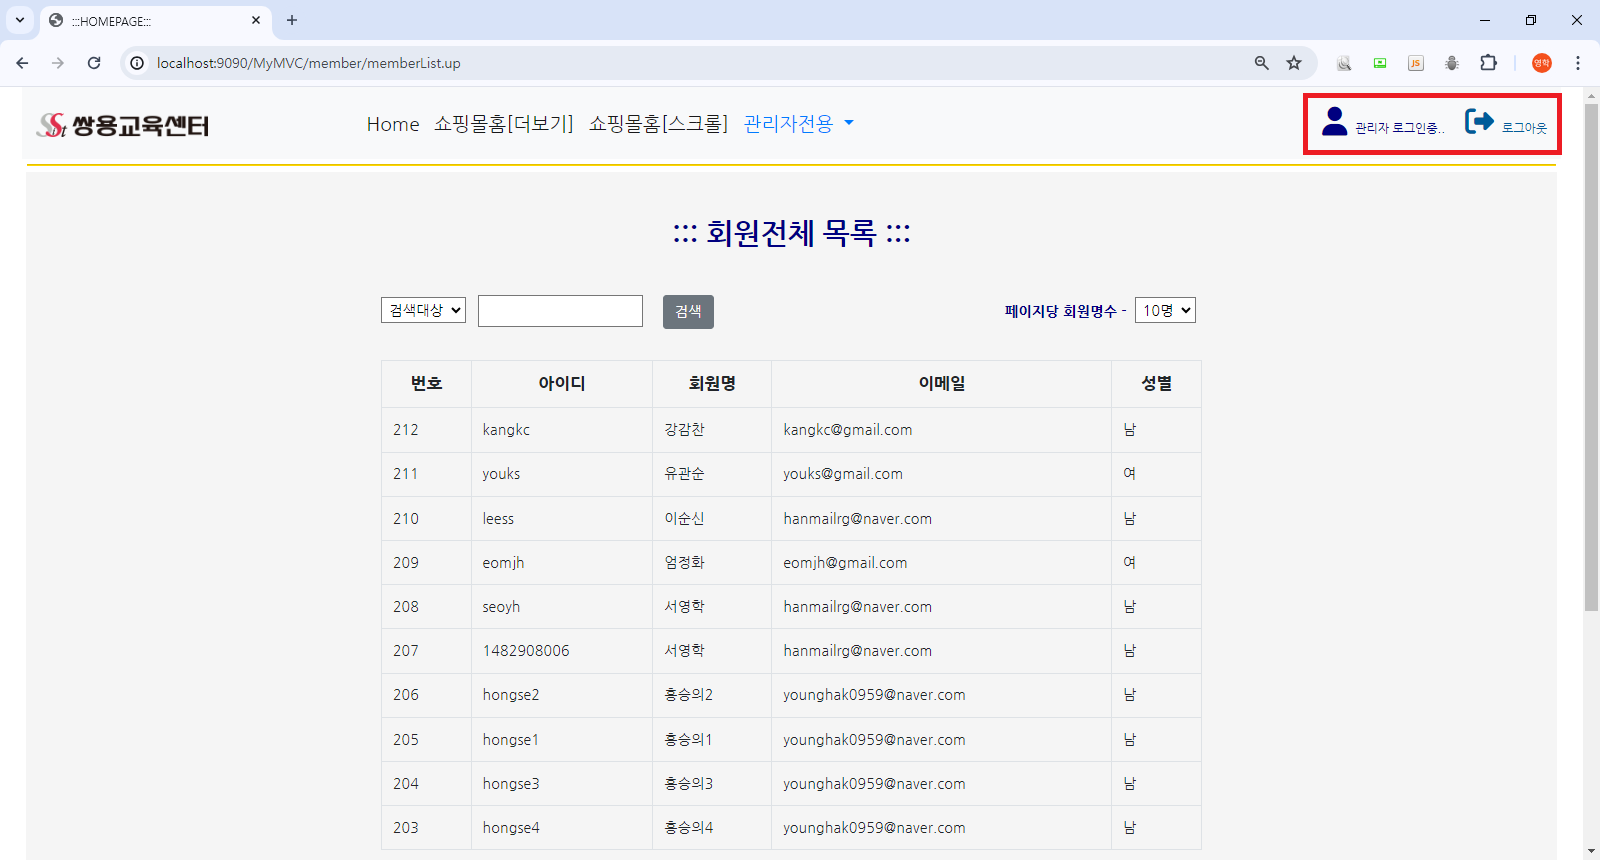 :::HOMEPAGE:::
localhost:9090/MyMVC/member/memberList.up
JS
영학
SSbt 쌍용교육센터
Home 쇼핑몰홈[더보기] 쇼핑몰홈[스크롤] 관리자전용
관리자 로그인중.. 로그아웃
::: 회원전체 목록 :::
검색대상 검색 페이지당 회원명수 - 10명
번호 아이디 회원명 이메일 성별
212 kangkc 강감찬 kangkc@gmail.com 남
211 youks 유관순 youks@gmail.com 여
210 leess 이순신 hanmailrg@naver.com 남
209 eomjh 엄정화 eomjh@gmail.com 여
208 seoyh 서영학 hanmailrg@naver.com 남
207 1482908006 서영학 hanmailrg@naver.com 남
206 hongse2 홍승의2 younghak0959@naver.com 남
205 hongse1 홍승의1 younghak0959@naver.com 남
204 hongse3 홍승의3 younghak0959@naver.com 남
203 hongse4 홍승의4 younghak0959@naver.com 남